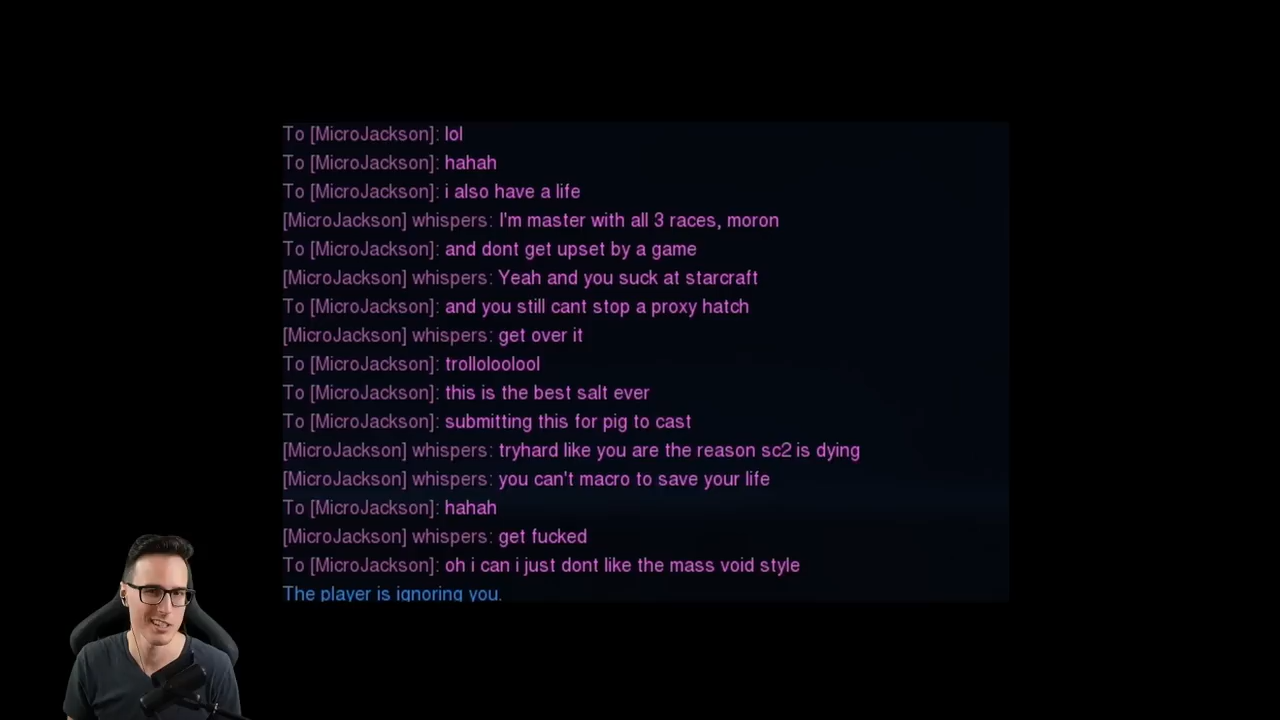 To [MicroJackson]: lol
To [MicroJackson]: hahah
To [MicroJackson]: i also have a life
[MicroJackson] whispers: I'm master with all 3 races, moron
To [MicroJackson]: and dont get upset by a game
[MicroJackson] whispers: Yeah and you suck at starcraft
To [MicroJackson]: and you still cant stop a proxy hatch
[MicroJackson] whispers: get over it
To [MicroJackson]: trolloloolool
To [MicroJackson]: this is the best salt ever
To [MicroJackson]: submitting this for pig to cast
[MicroJackson] whispers: tryhard like you are the reason sc2 is dying
[MicroJackson] whispers: you can't macro to save your life
To [MicroJackson]: hahah
[MicroJackson] whispers: get fucked
To [MicroJackson]: oh i can i just dont like the mass void style
The player is ignoring you.